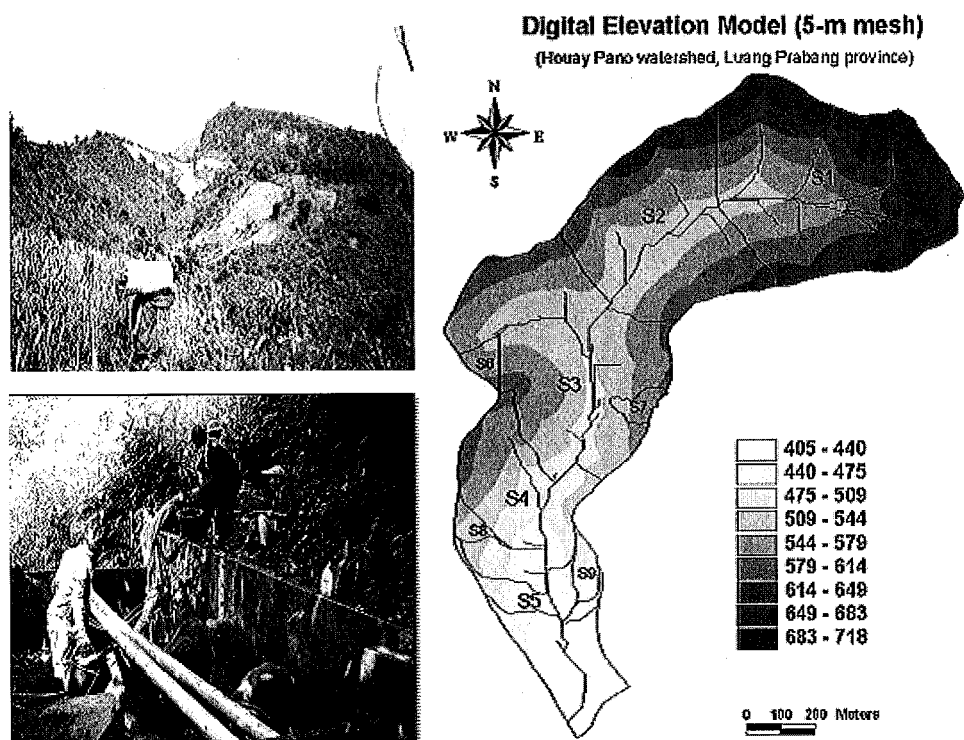 Digital Elevation Model (5-m mesh)
(Houay Pano watershed, Luang Prabang province)
N
W E
S
S1
S2
S6
S3
S7
S4
S8
S9
S5
405 - 440
440 - 475
475 - 509
509 - 544
544 - 579
579 - 614
614 - 649
649 - 683
683 - 718
0 100 200 Meters